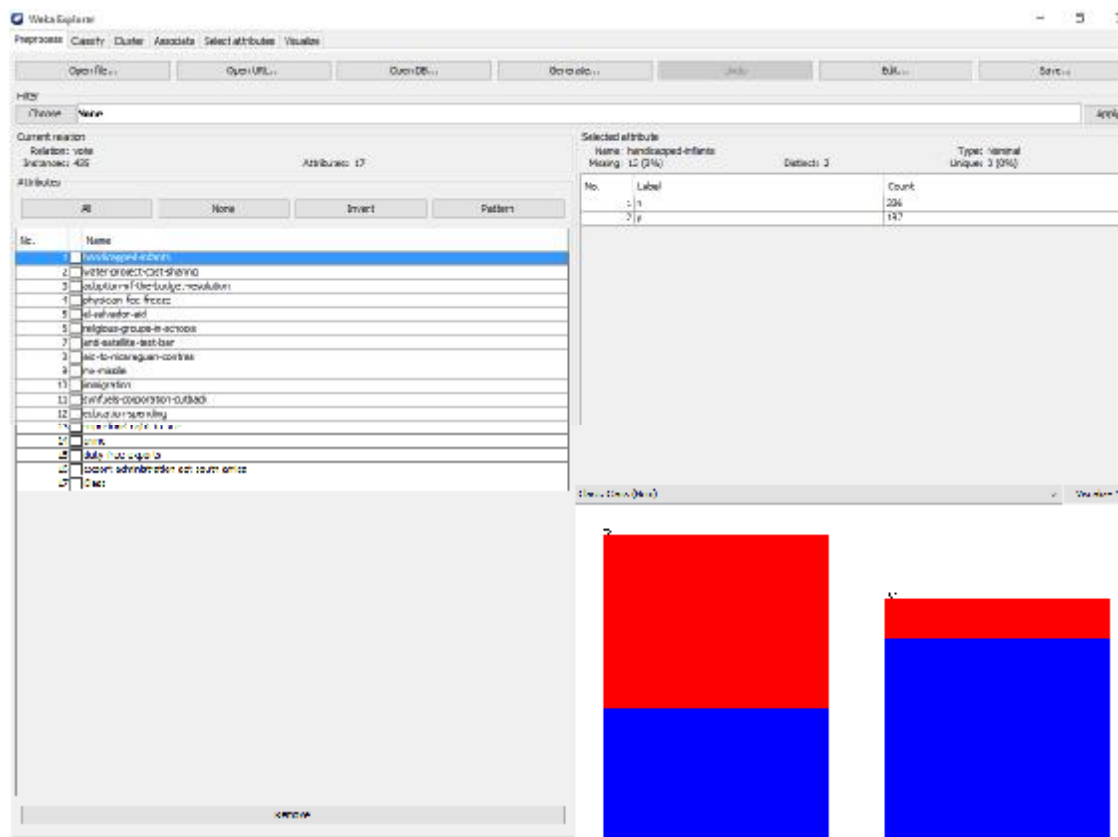 Weka Explorer
Preprocess Classify Cluster Associate Select attributes Visualize
Open file... Open URL... Open DB... Generate... Undo Edit... Save...
Filter
Choose None Apply
Current relation
Relation: vote
Instances: 435 Attributes: 17
Attributes
All None Invert Pattern
No. Name
1 handicapped-infants
2 water-project-cost-sharing
3 adoption-of-the-budget-resolution
4 physician-fee-freeze
5 el-salvador-aid
6 religious-groups-in-schools
7 anti-satellite-test-ban
8 aid-to-nicaraguan-contras
9 mx-missile
10 immigration
11 synfuels-corporation-cutback
12 education-spending
13
14 crime
15 duty-free-exports
16 export-administration-act-south-africa
17 Class
Remove
Selected attribute
Name: handicapped-infants Type: Nominal
Missing: 12 (3%) Distinct: 2 Unique: 0 (0%)
No. Label Count
1 n 236
2 y 187
Class: Class (Nom)